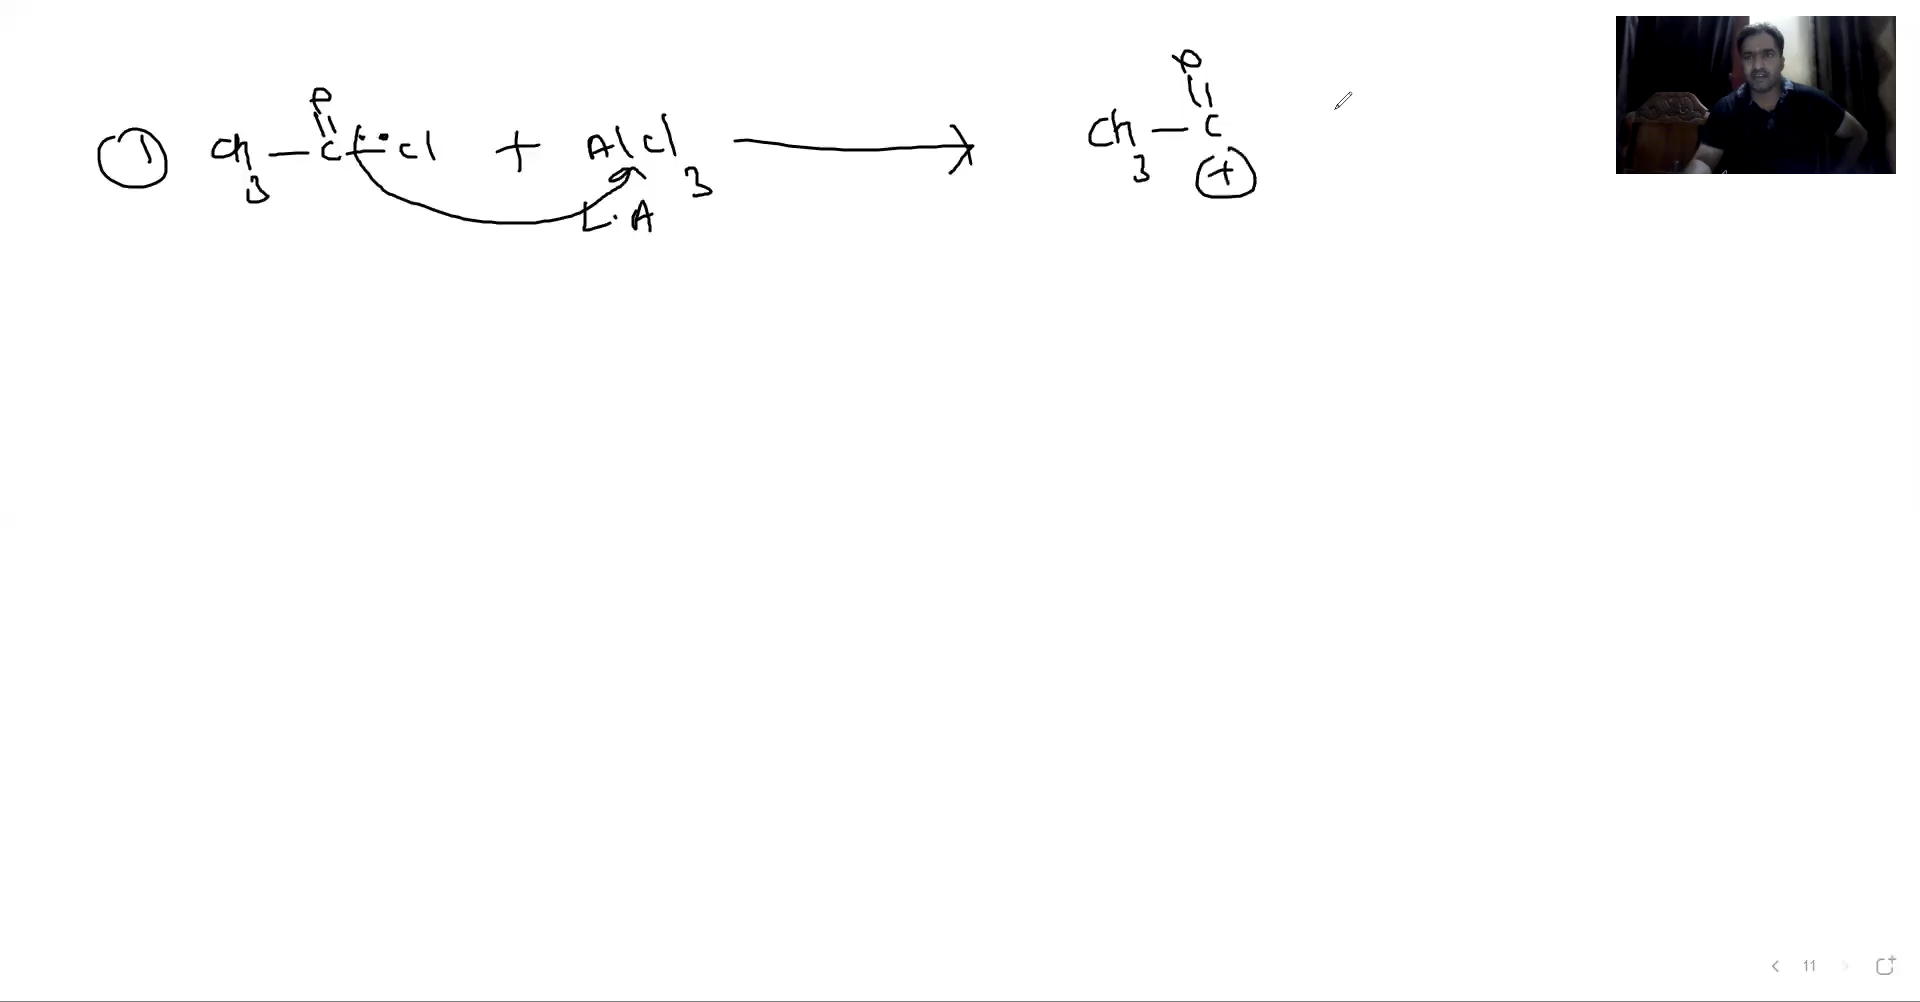 O O
① CH3 — C — Cl + AlCl3 ⟶ CH3 — C
L.A ⊕
11